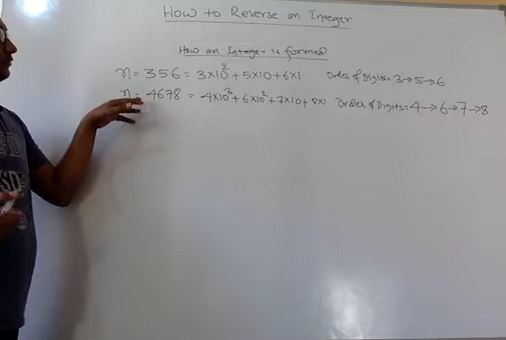 How to Reverse an Integer
How an Integer is formed
n = 356 = 3×10² + 5×10 + 6×1 Order of Digits = 3→5→6
n = 4678 = 4×10³ + 6×10² + 7×10 + 8×1 Order of Digits = 4→6→7→8